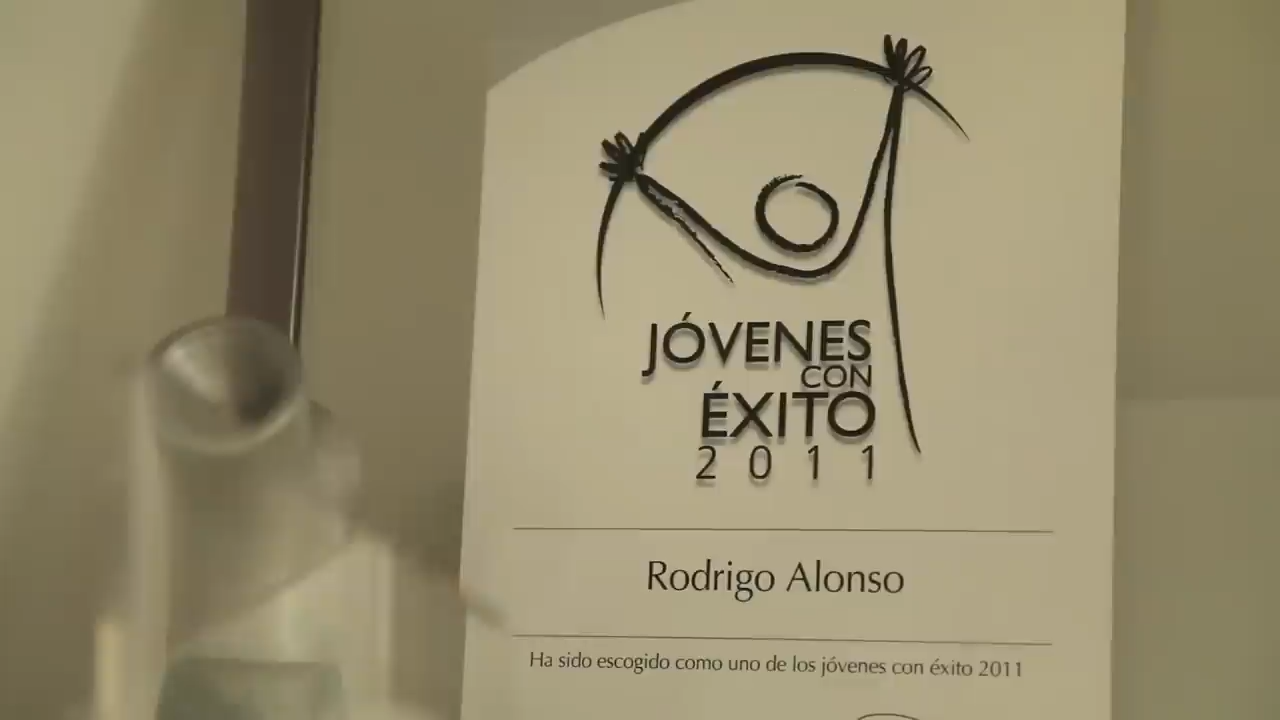 JÓVENES
CON
ÉXITO
2011
Rodrigo Alonso
Ha sido escogido como uno de los jóvenes con éxito 2011